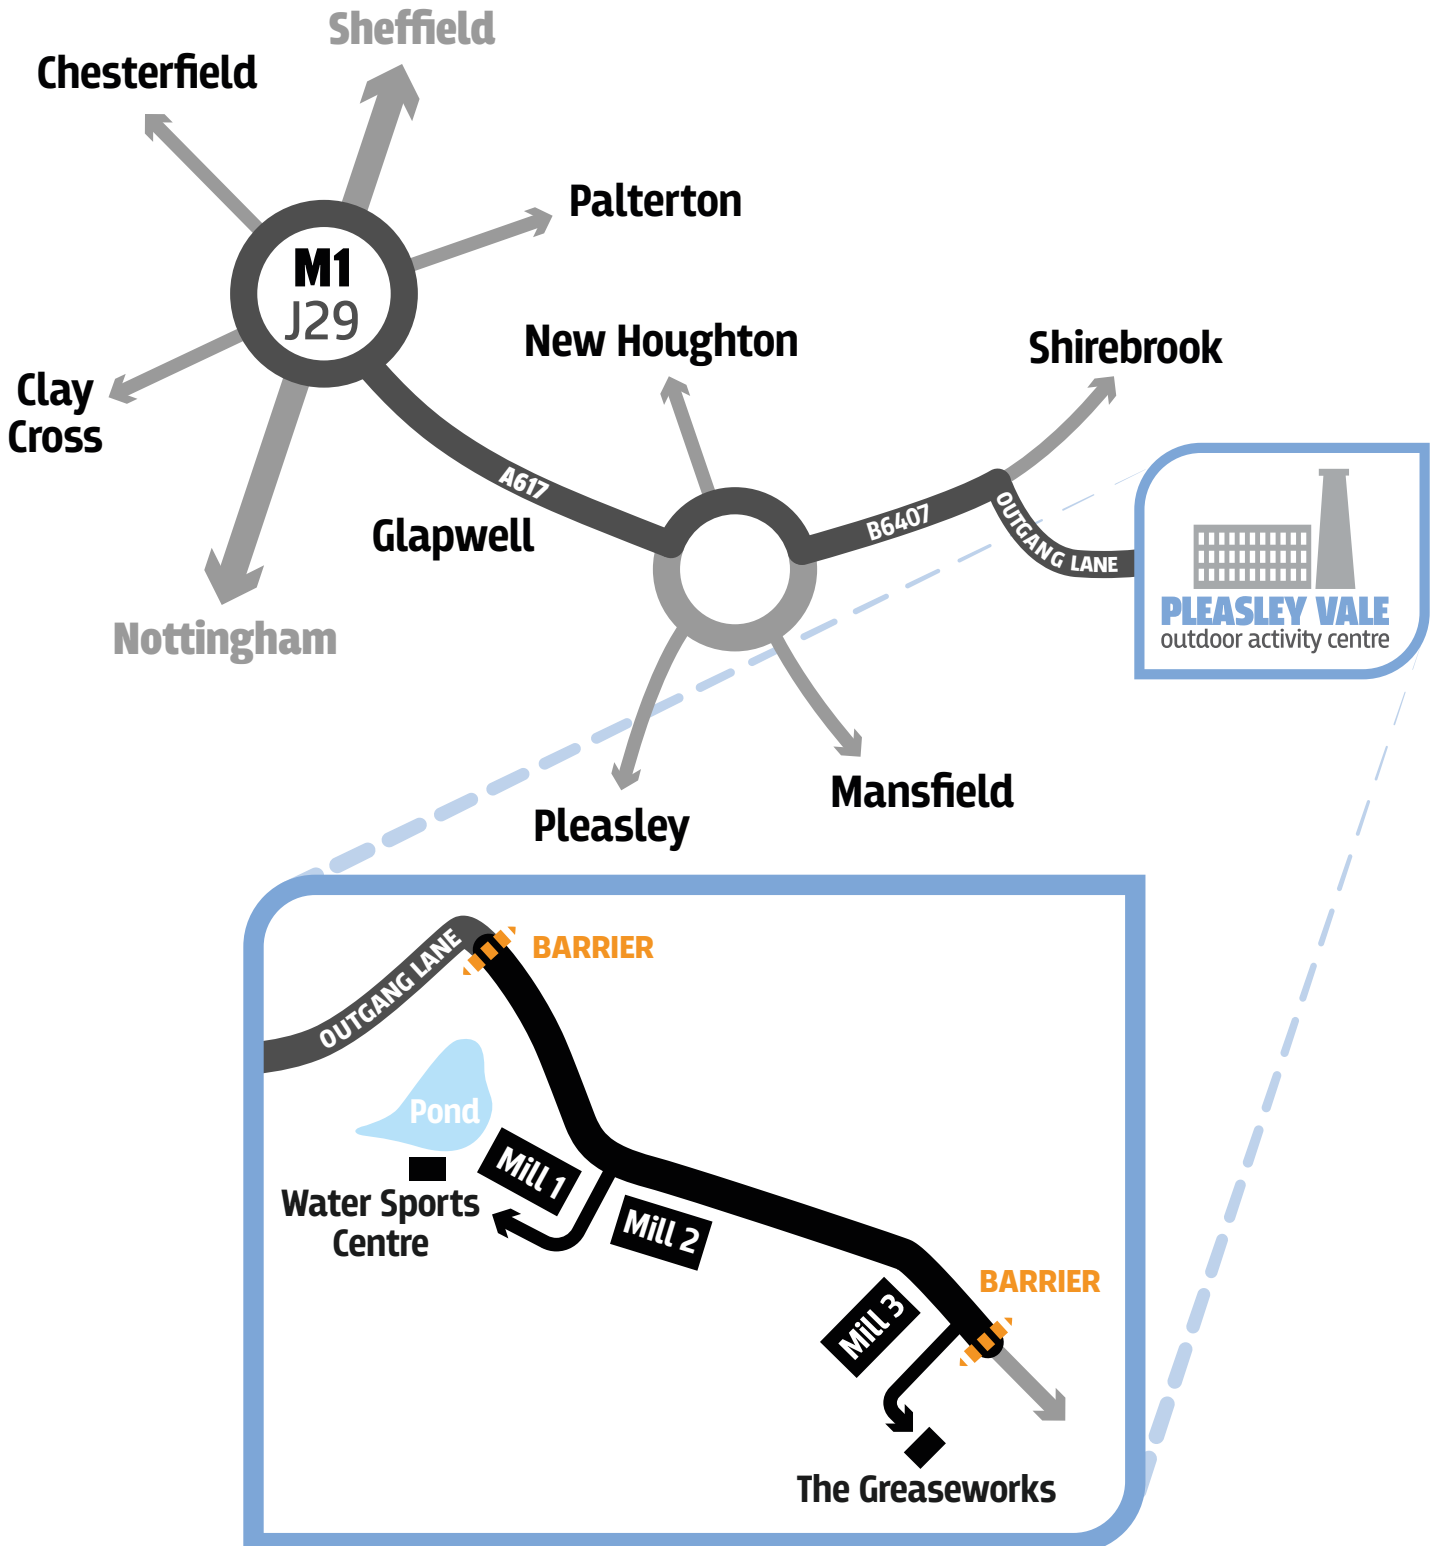 Sheffield
Chesterfield
Palterton
M1
J29
New Houghton
Shirebrook
Clay
Cross
A617
B6407
OUTGANG LANE
Glapwell
PLEASLEY VALE
outdoor activity centre
Nottingham
Mansfield
Pleasley
OUTGANG LANE
BARRIER
Pond
Mill 1
Water Sports
Centre
Mill 2
BARRIER
Mill 3
The Greaseworks